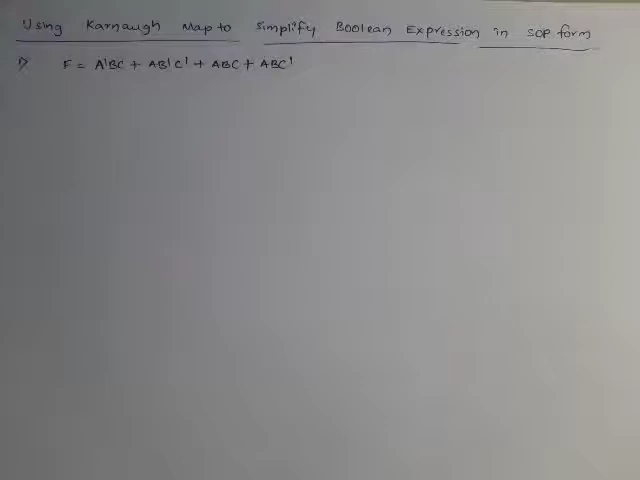 Using Karnaugh Map to Simplify Boolean Expression in SOP form
1) F = A'BC + AB'C' + ABC + ABC'